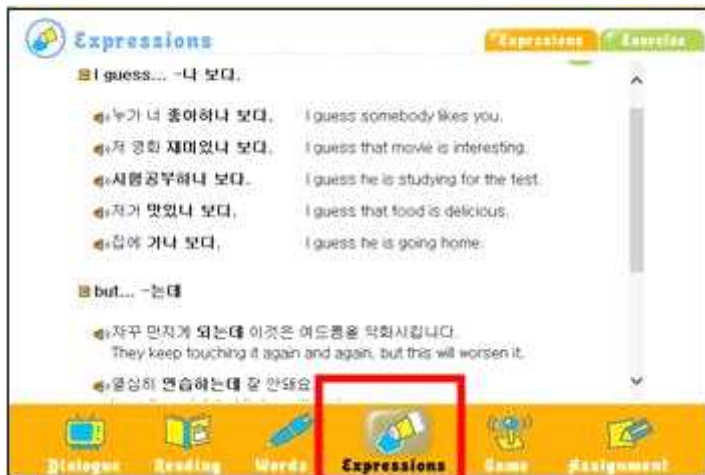 Expressions
Expressions Exercise
I guess... -나 보다.
누가 너 좋아하나 보다. I guess somebody likes you.
저 영화 재미있나 보다. I guess that movie is interesting.
시험공부하나 보다. I guess he is studying for the test.
저거 맛있나 보다. I guess that food is delicious.
집에 가나 보다. I guess he is going home.
but... -는데
자꾸 만지게 되는데 이것은 여드름을 악화시킵니다.
They keep touching it again and again, but this will worsen it.
열심히 연습하는데 잘 안돼요
Dialogue Reading Words Expressions Game Assignment